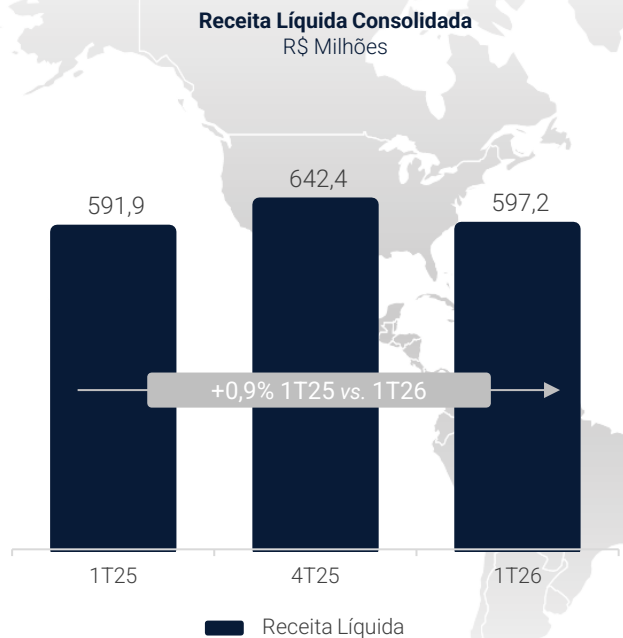 Receita Líquida Consolidada
R$ Milhões
591,9
642,4
597,2
+0,9% 1T25 vs. 1T26
1T25
4T25
1T26
Receita Líquida